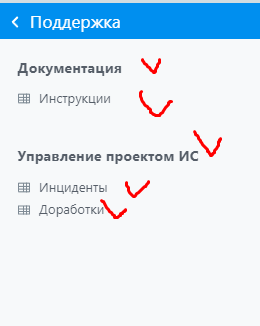 Поддержка
Документация
Инструкции
Управление проектом ИС
Инциденты
Доработки